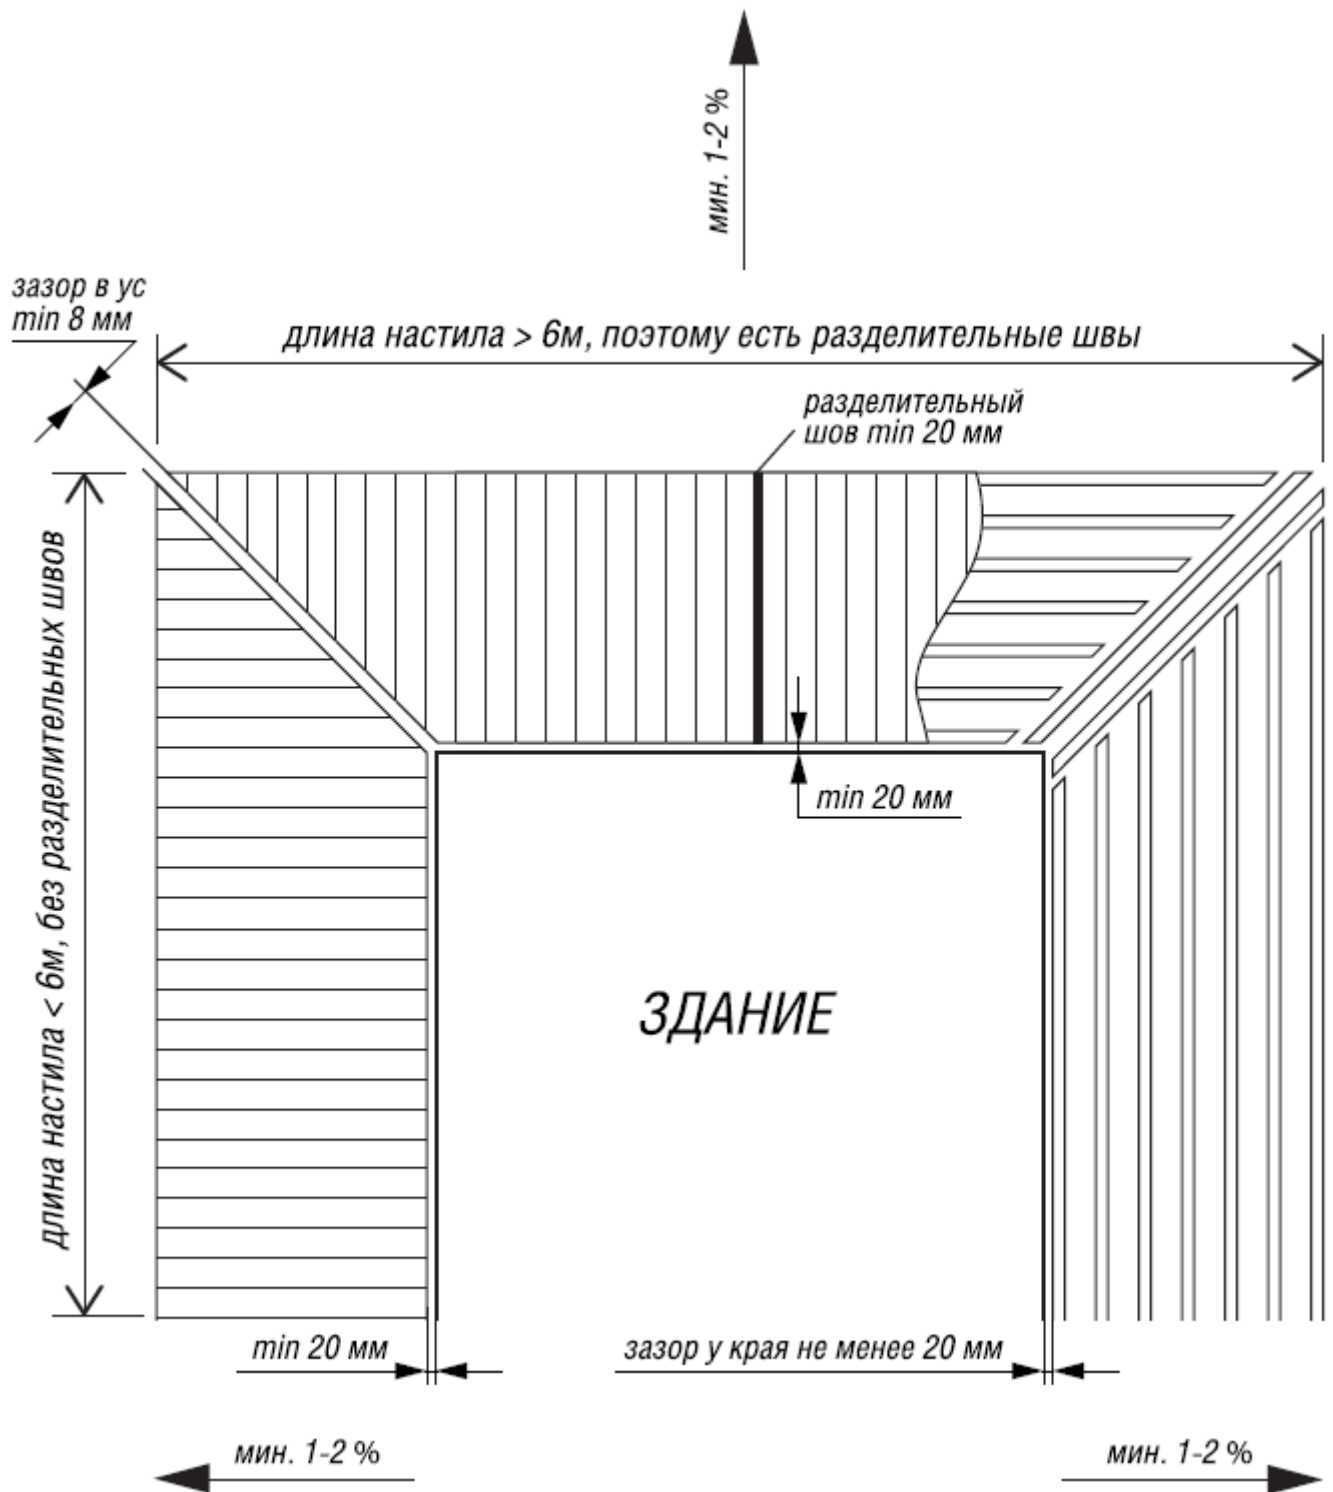 мин. 1-2 %
зазор в ус
min 8 мм
длина настила > 6м, поэтому есть разделительные швы
разделительный
шов min 20 мм
длина настила < 6м, без разделительных швов
min 20 мм
ЗДАНИЕ
min 20 мм
зазор у края не менее 20 мм
мин. 1-2 %
мин. 1-2 %